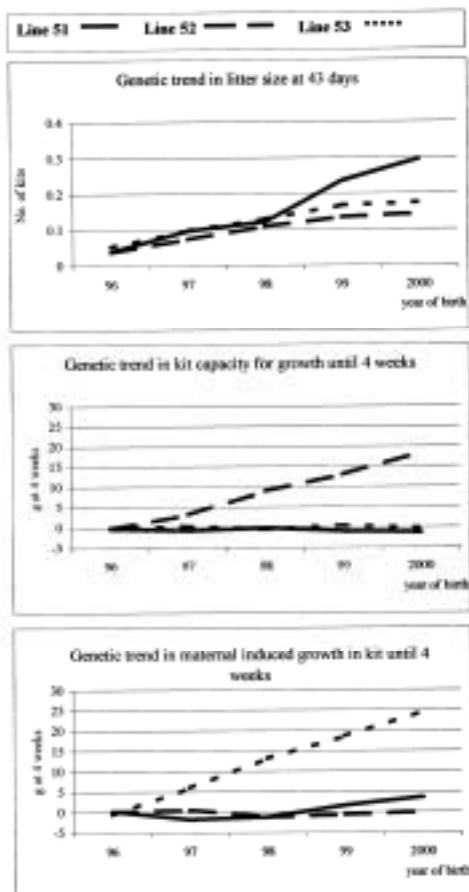 Line 51 Line 52 Line 53
Genetic trend in litter size at 43 days
No. of kits
0.4
0.3
0.2
0.1
0
96 97 98 99 2000
year of birth
Genetic trend in kit capacity for growth until 4 weeks
g at 4 weeks
30
25
20
15
10
5
0
-5
96 97 98 99 2000
year of birth
Genetic trend in maternal induced growth in kit until 4
weeks
g at 4 weeks
30
25
20
15
10
5
0
-5
96 97 98 99 2000
year of birth